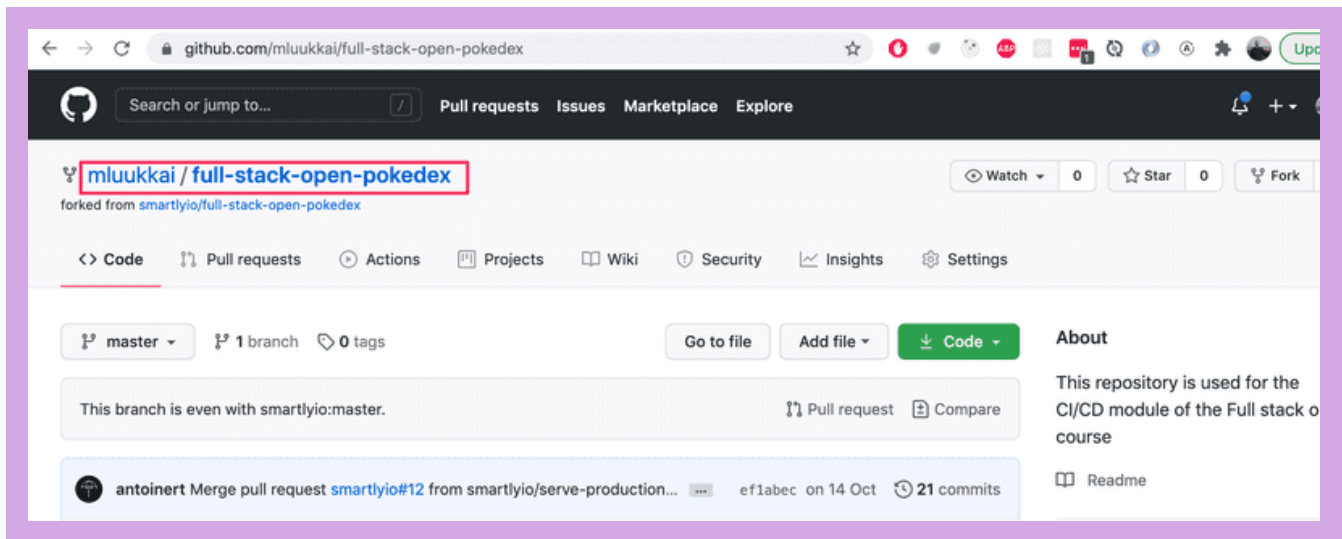 github.com/mluukkai/full-stack-open-pokedex
ABP
1
Search or jump to... / Pull requests Issues Marketplace Explore
mluukkai / full-stack-open-pokedex
Watch 0 Star 0 Fork
forked from smartlyio/full-stack-open-pokedex
<> Code Pull requests Actions Projects Wiki Security Insights Settings
master 1 branch 0 tags Go to file Add file Code
About
This repository is used for the
CI/CD module of the Full stack
course
This branch is even with smartlyio:master. Pull request Compare
Readme
antoinert Merge pull request smartlyio#12 from smartlyio/serve-production... ... ef1abec on 14 Oct 21 commits